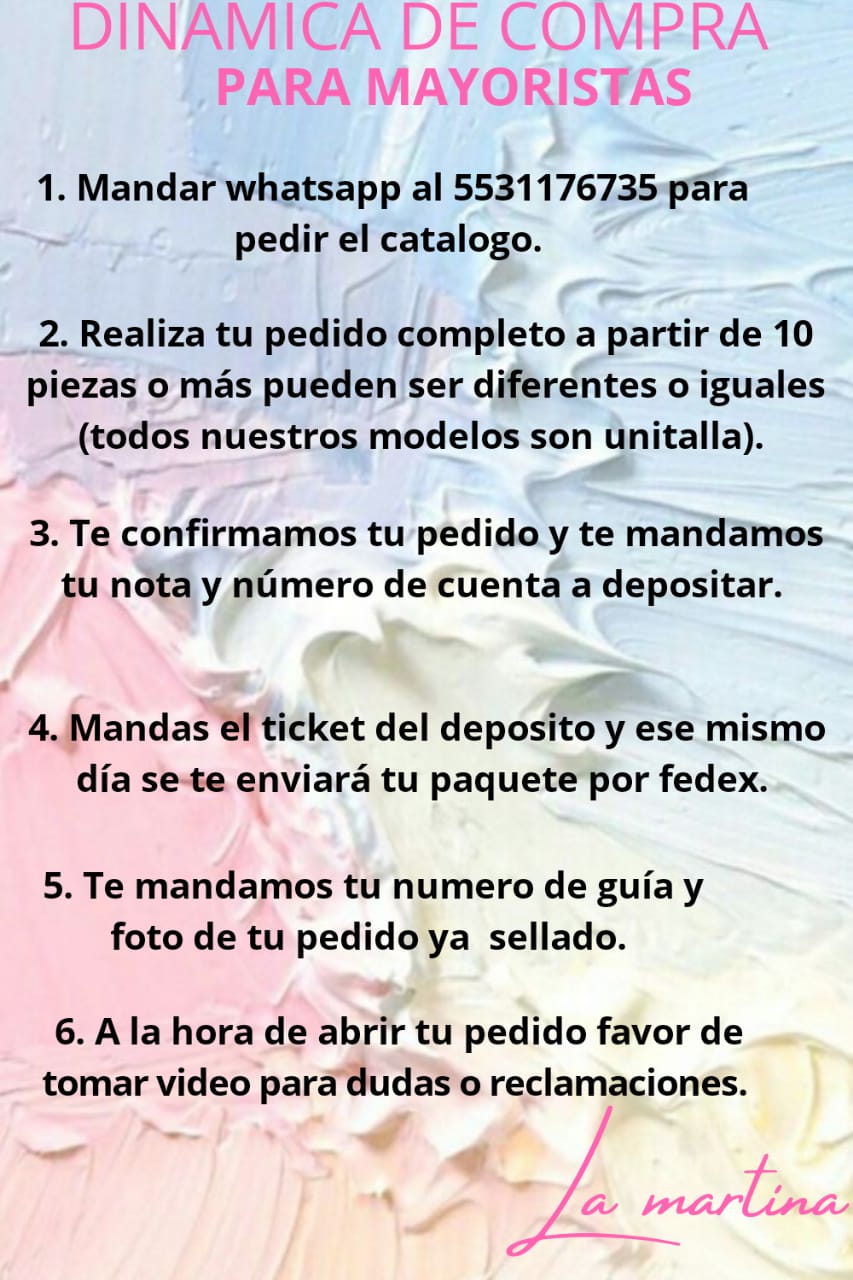 DINAMICA DE COMPRA
PARA MAYORISTAS
1. Mandar whatsapp al 5531176735 para
pedir el catalogo.
2. Realiza tu pedido completo a partir de 10
piezas o más pueden ser diferentes o iguales
(todos nuestros modelos son unitalla).
3. Te confirmamos tu pedido y te mandamos
tu nota y número de cuenta a depositar.
4. Mandas el ticket del deposito y ese mismo
día se te enviará tu paquete por fedex.
5. Te mandamos tu numero de guía y
foto de tu pedido ya  sellado.
6. A la hora de abrir tu pedido favor de
tomar video para dudas o reclamaciones.
La martina